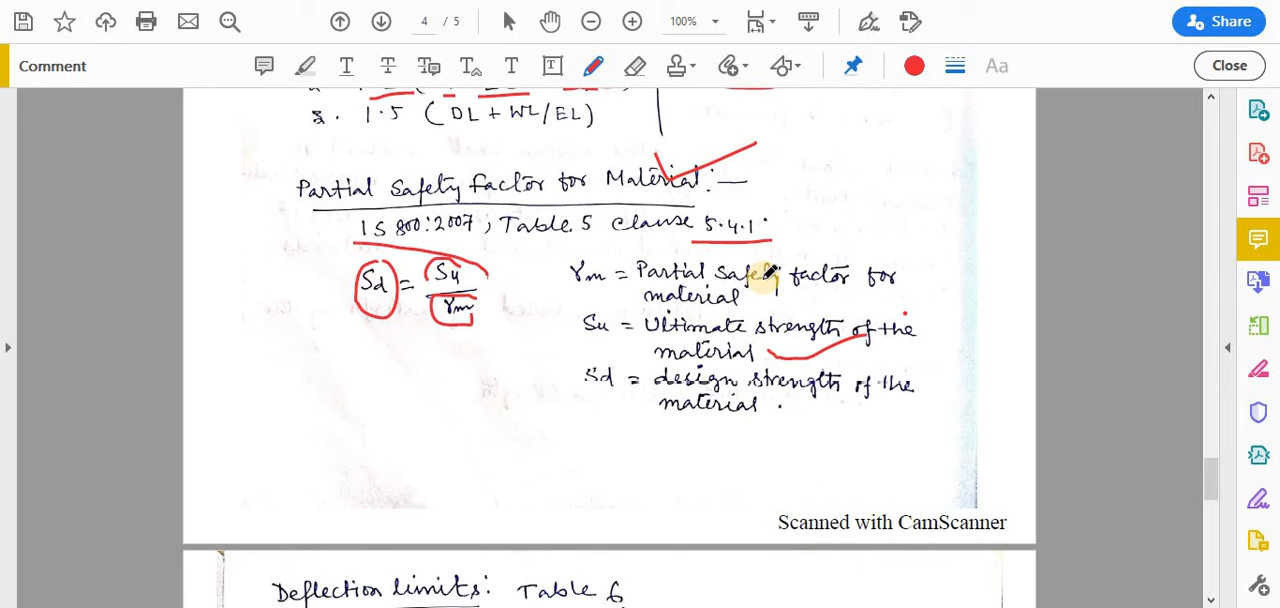 4 / 5
100%
Share
Comment
Close
1.5 ( DL + WL/EL)
Partial Safety factor for Material :—
IS 800:2007, Table 5 Clause 5.4.1.
Sd = Su / γm
γm = Partial Safety factor for
material
Su = Ultimate strength of the
material
Sd = design strength of the
material .
Scanned with CamScanner
Deflection limits: Table 6